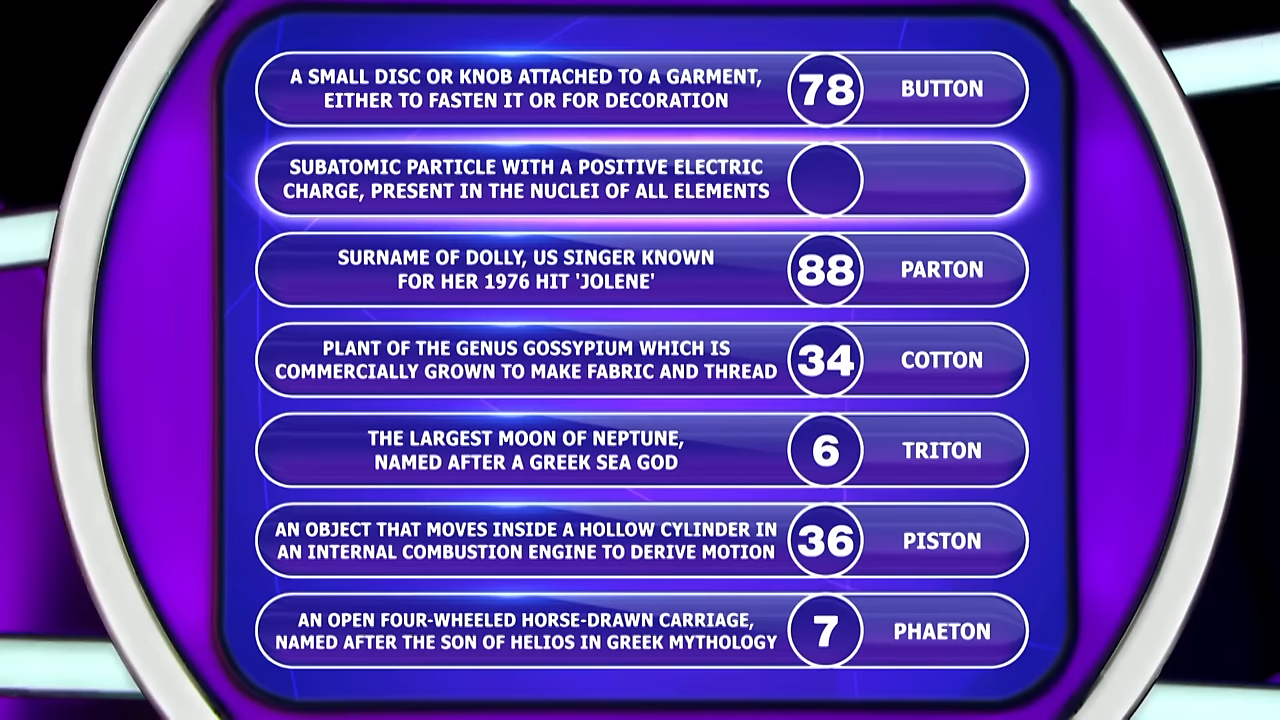 A SMALL DISC OR KNOB ATTACHED TO A GARMENT,
EITHER TO FASTEN IT OR FOR DECORATION
78
BUTTON
SUBATOMIC PARTICLE WITH A POSITIVE ELECTRIC
CHARGE, PRESENT IN THE NUCLEI OF ALL ELEMENTS
SURNAME OF DOLLY, US SINGER KNOWN
FOR HER 1976 HIT 'JOLENE'
88
PARTON
PLANT OF THE GENUS GOSSYPIUM WHICH IS
COMMERCIALLY GROWN TO MAKE FABRIC AND THREAD
34
COTTON
THE LARGEST MOON OF NEPTUNE,
NAMED AFTER A GREEK SEA GOD
6
TRITON
AN OBJECT THAT MOVES INSIDE A HOLLOW CYLINDER IN
AN INTERNAL COMBUSTION ENGINE TO DERIVE MOTION
36
PISTON
AN OPEN FOUR-WHEELED HORSE-DRAWN CARRIAGE,
NAMED AFTER THE SON OF HELIOS IN GREEK MYTHOLOGY
7
PHAETON